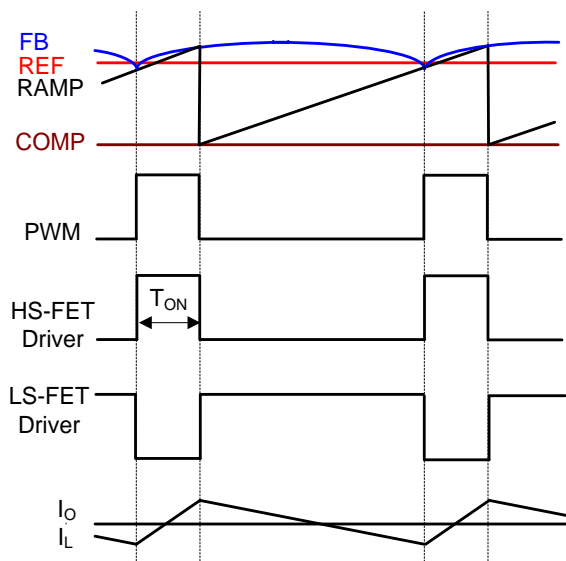 FB
REF
RAMP
COMP
PWM
TON
HS-FET
Driver
LS-FET
Driver
IO
IL